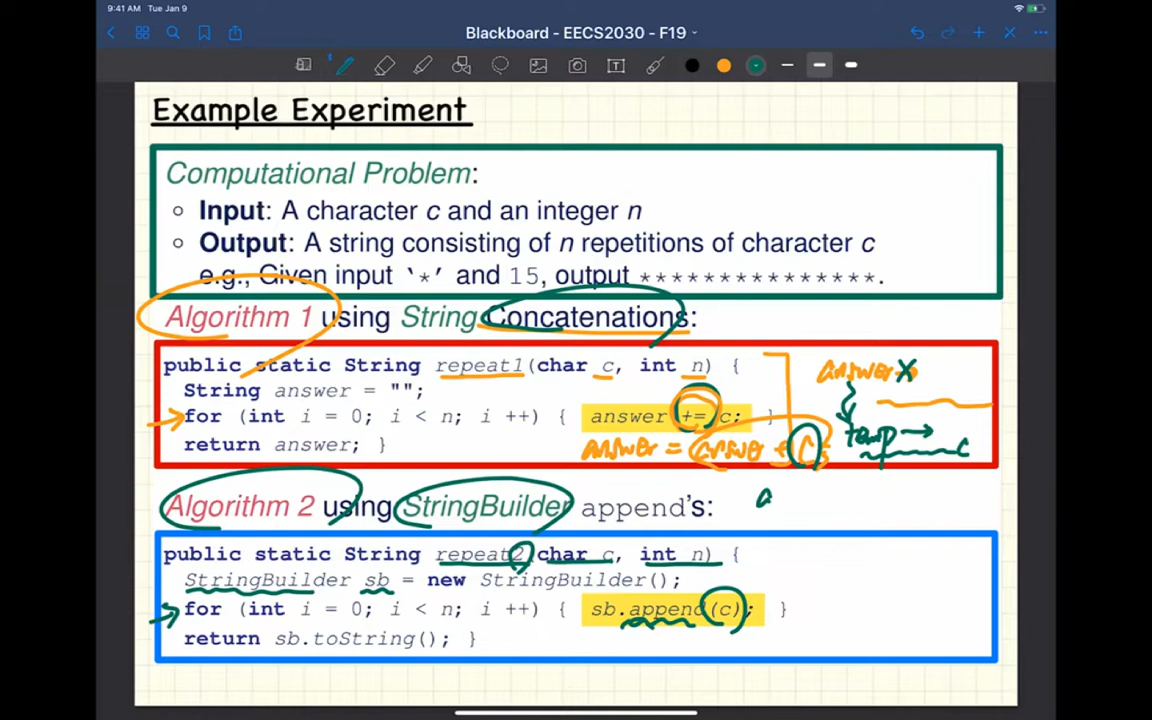 9:41 AM Tue Jan 9
Blackboard - EECS2030 - F19
Example Experiment
Computational Problem:
◦ Input: A character c and an integer n
◦ Output: A string consisting of n repetitions of character c
e.g., Given input ‘*’ and 15, output ***************.
Algorithm 1 using String Concatenations:
public static String repeat1(char c, int n) {
String answer = "";
for (int i = 0; i < n; i ++) { answer += c; }
return answer; }
answer = answer + c;
answer
temp → c
Algorithm 2 using StringBuilder append's:
a
public static String repeat2(char c, int n) {
StringBuilder sb = new StringBuilder();
for (int i = 0; i < n; i ++) { sb.append(c); }
return sb.toString(); }